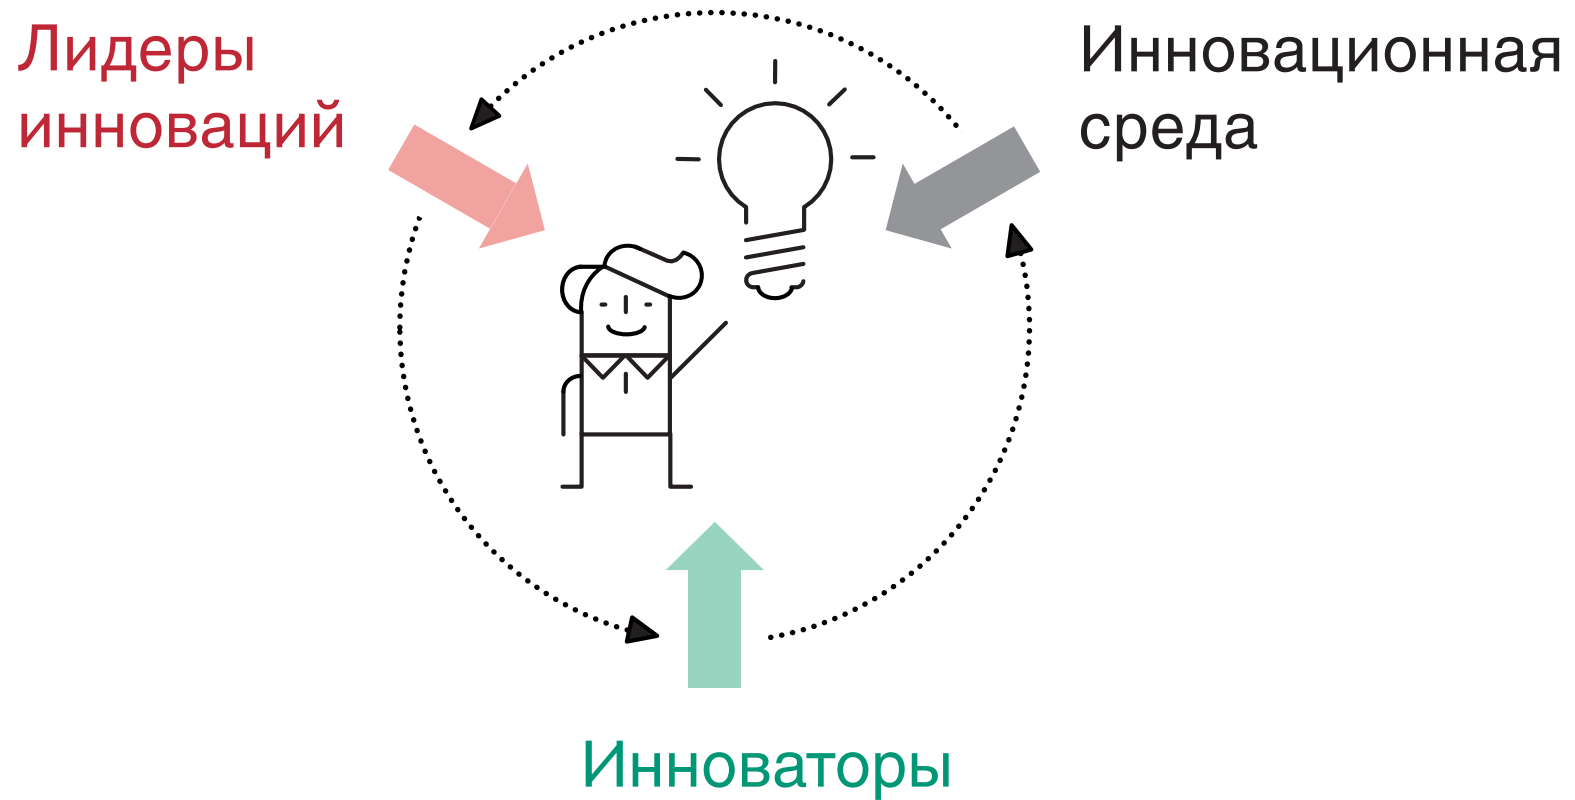 Лидеры
инноваций
Инновационная
среда
Инноваторы